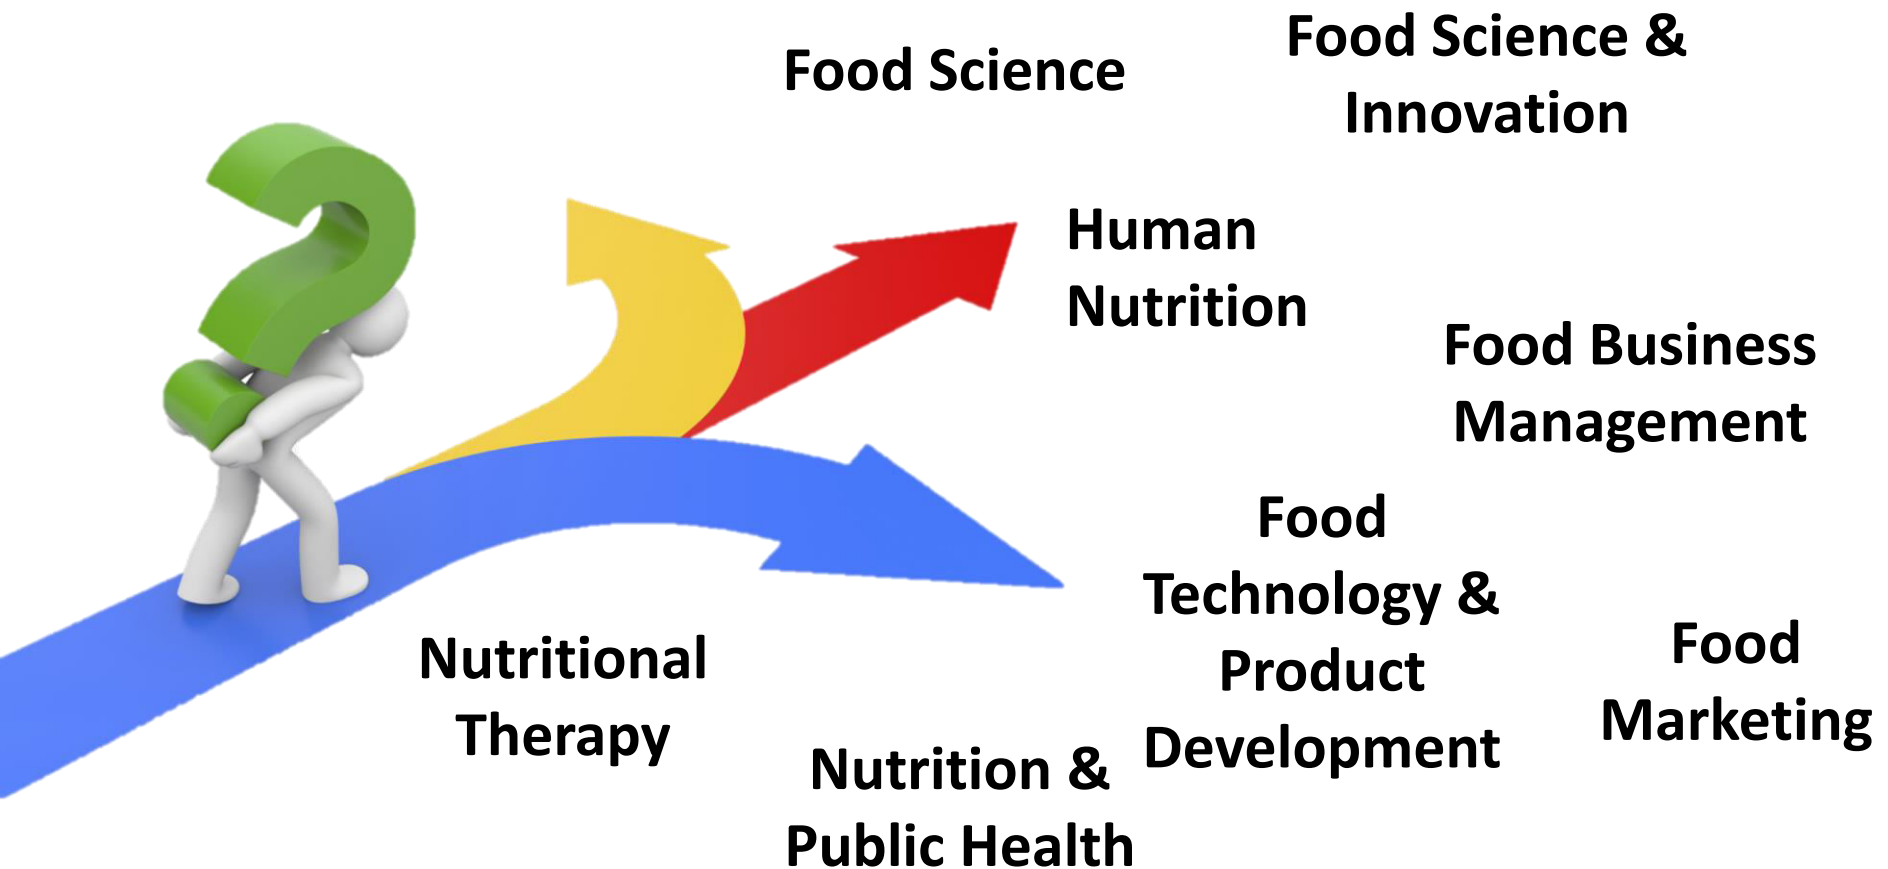 Food Science
Food Science &
Innovation
Human
Nutrition
Food Business
Management
Food
Technology &
Product
Development
Food
Marketing
Nutritional
Therapy
Nutrition &
Public Health